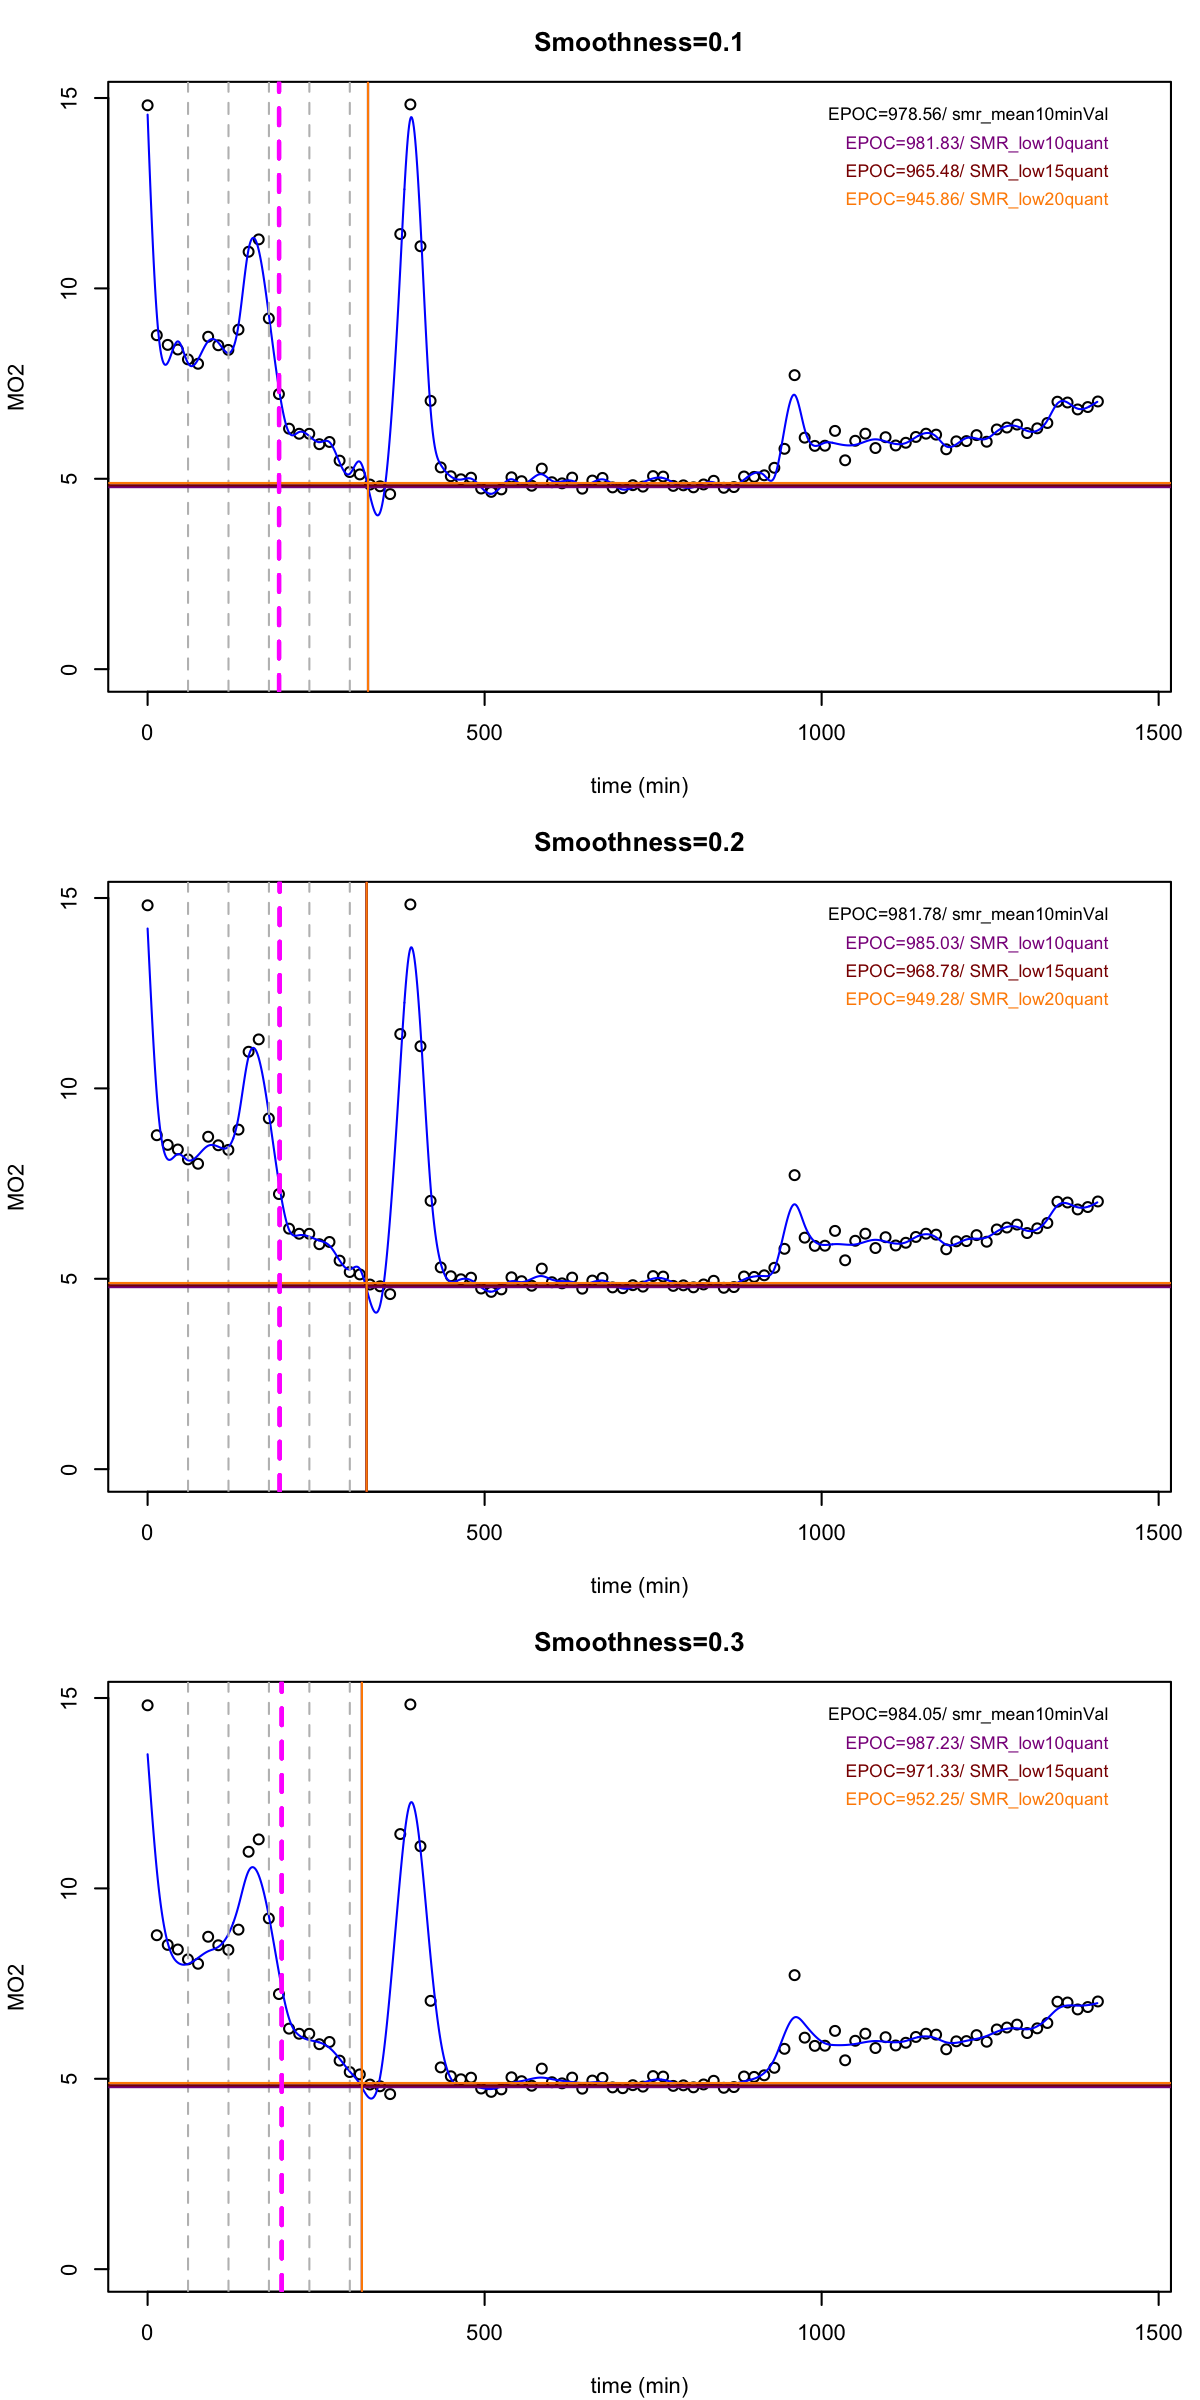 Smoothness=0.1
EPOC=978.56/ smr_mean10minVal
EPOC=981.83/ SMR_low10quant
EPOC=965.48/ SMR_low15quant
EPOC=945.86/ SMR_low20quant
15
10
5
0
MO2
0 500 1000 1500
time (min)
Smoothness=0.2
EPOC=981.78/ smr_mean10minVal
EPOC=985.03/ SMR_low10quant
EPOC=968.78/ SMR_low15quant
EPOC=949.28/ SMR_low20quant
15
10
5
0
MO2
0 500 1000 1500
time (min)
Smoothness=0.3
EPOC=984.05/ smr_mean10minVal
EPOC=987.23/ SMR_low10quant
EPOC=971.33/ SMR_low15quant
EPOC=952.25/ SMR_low20quant
15
10
5
0
MO2
0 500 1000 1500
time (min)